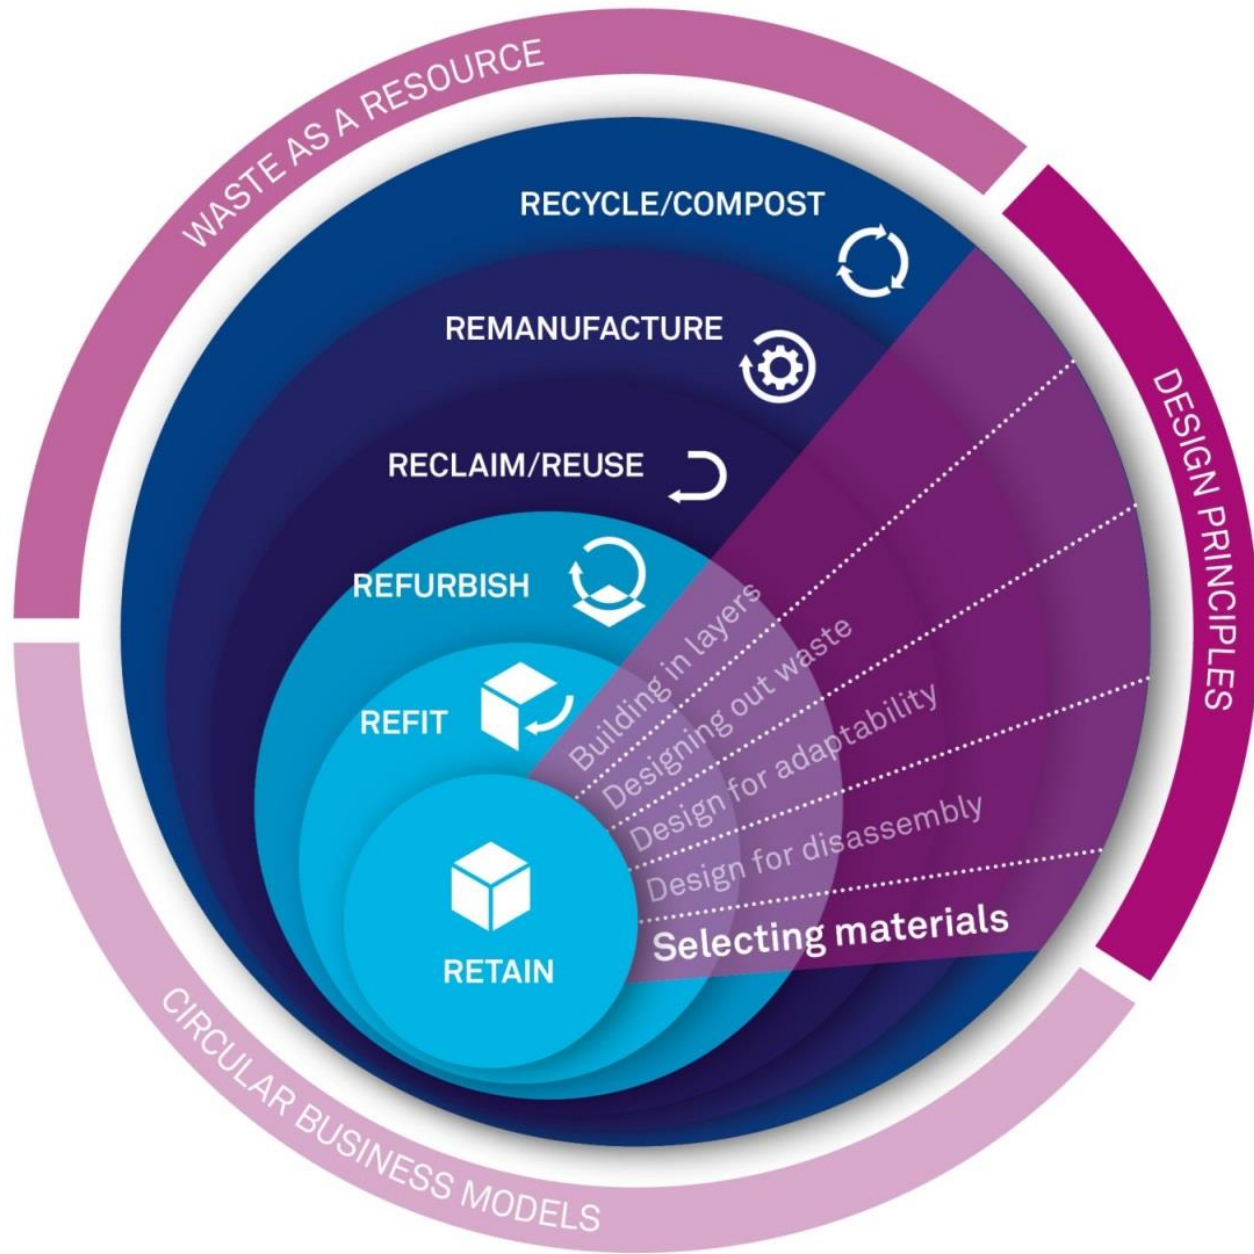 WASTE AS A RESOURCE
RECYCLE/COMPOST
REMANUFACTURE
RECLAIM/REUSE
REFURBISH
REFIT
RETAIN
Building in layers
Designing out waste
Design for adaptability
Design for disassembly
Selecting materials
DESIGN PRINCIPLES
CIRCULAR BUSINESS MODELS